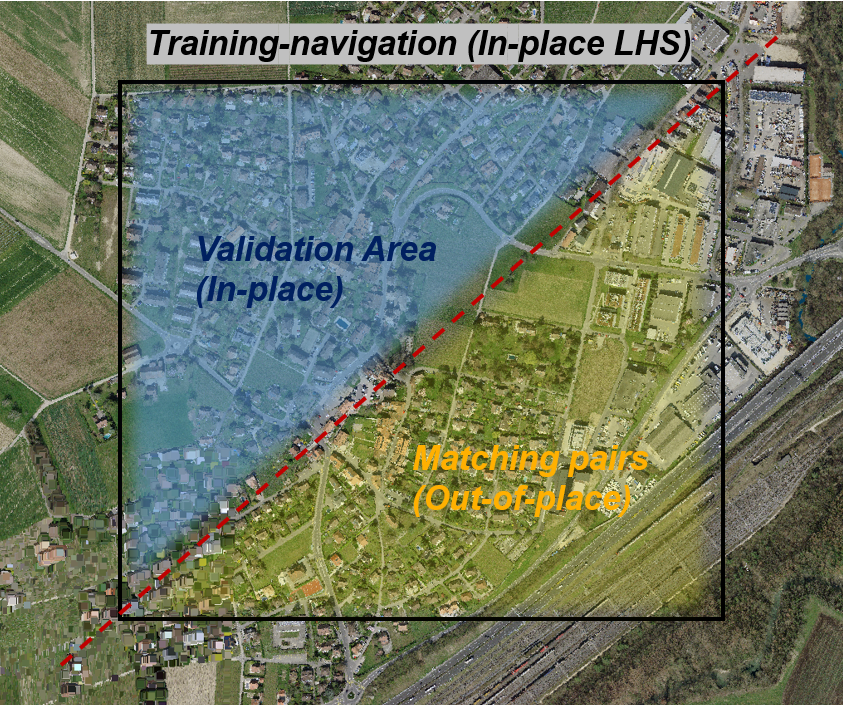 Training-navigation (In-place LHS)
Validation Area
(In-place)
Matching pairs
(Out-of-place)